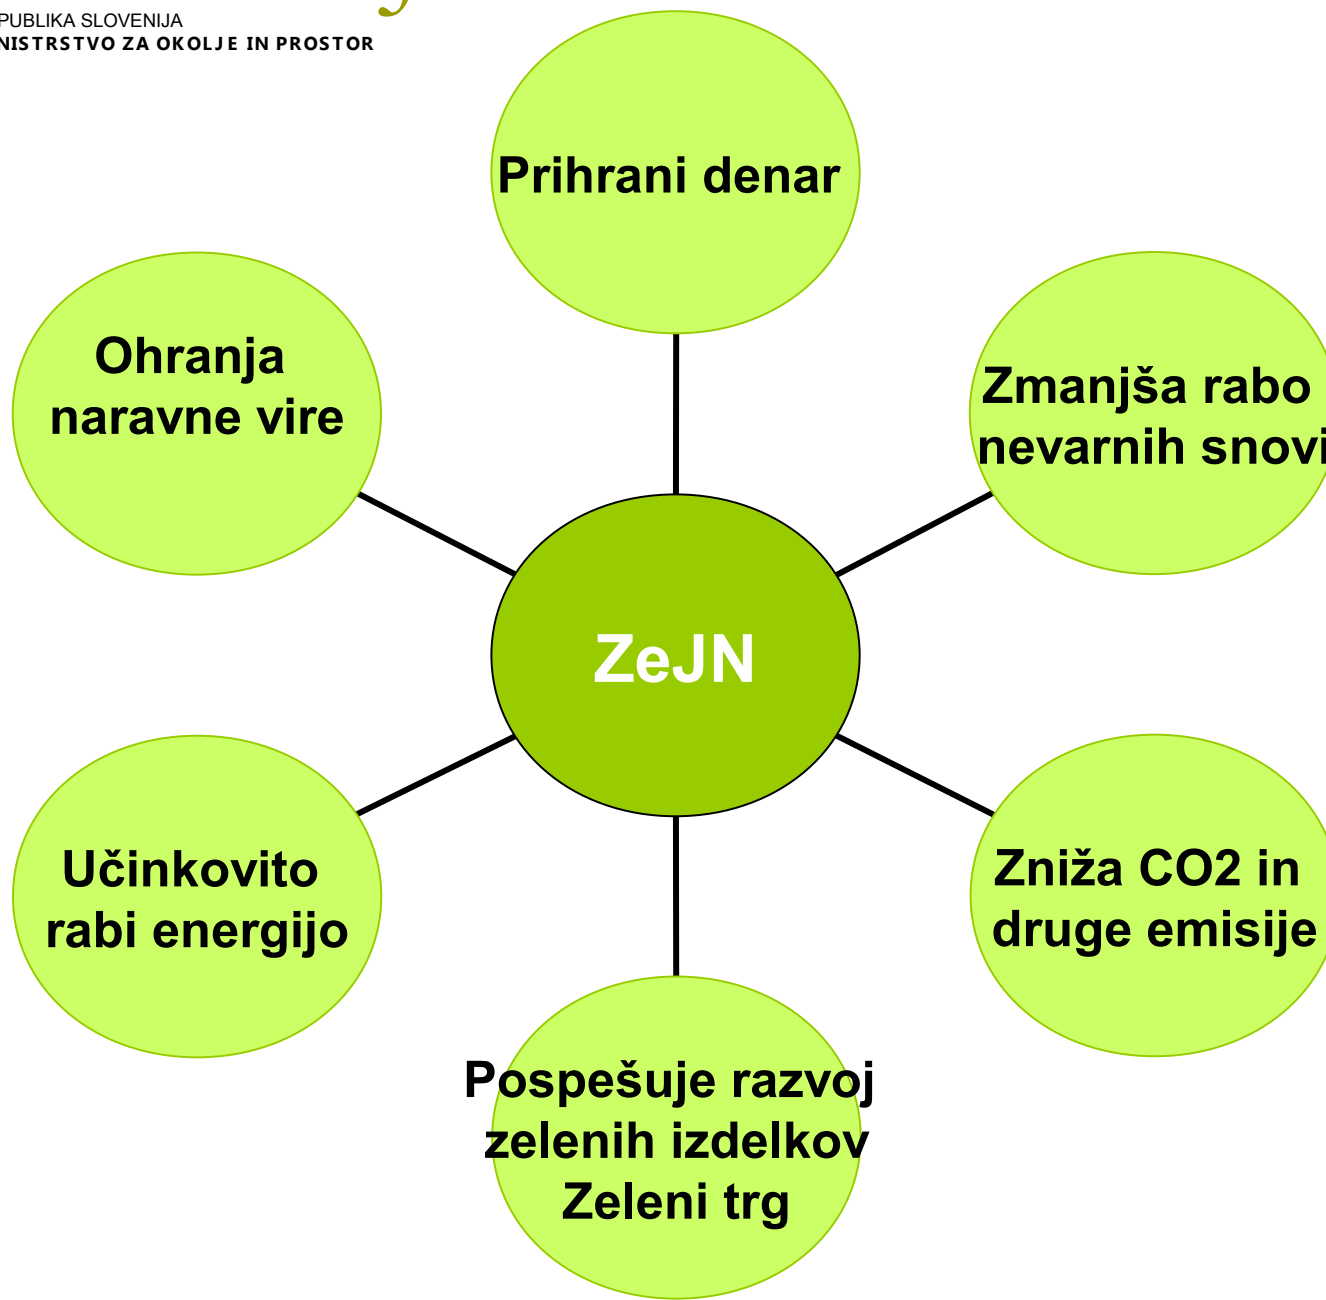 PUBLIKA SLOVENIJA
NISTRSTVO ZA OKOLJE IN PROSTOR
Prihrani denar
Ohranja
naravne vire
Zmanjša rabo
nevarnih snovi
ZeJN
Učinkovito
rabi energijo
Zniža CO2 in
druge emisije
Pospešuje razvoj
zelenih izdelkov
Zeleni trg